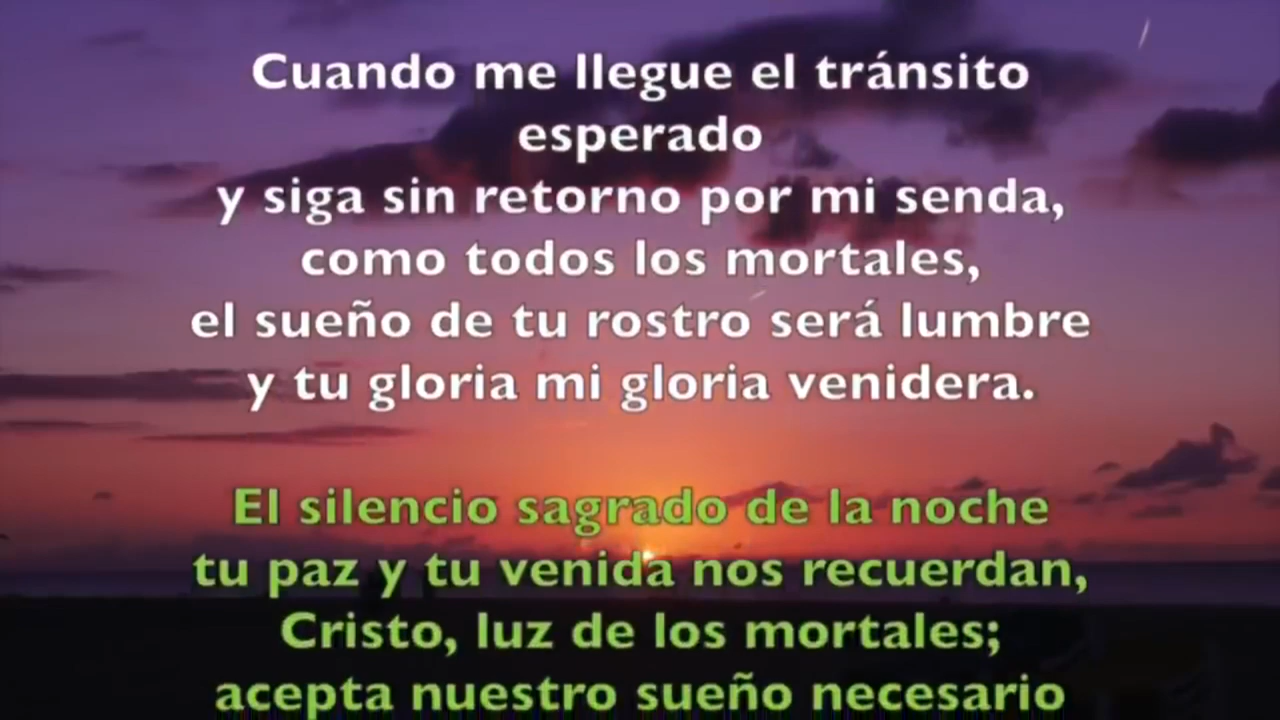 Cuando me llegue el tránsito
esperado
y siga sin retorno por mi senda,
como todos los mortales,
el sueño de tu rostro será lumbre
y tu gloria mi gloria venidera.
El silencio sagrado de la noche
tu paz y tu venida nos recuerdan,
Cristo, luz de los mortales;
acepta nuestro sueño necesario